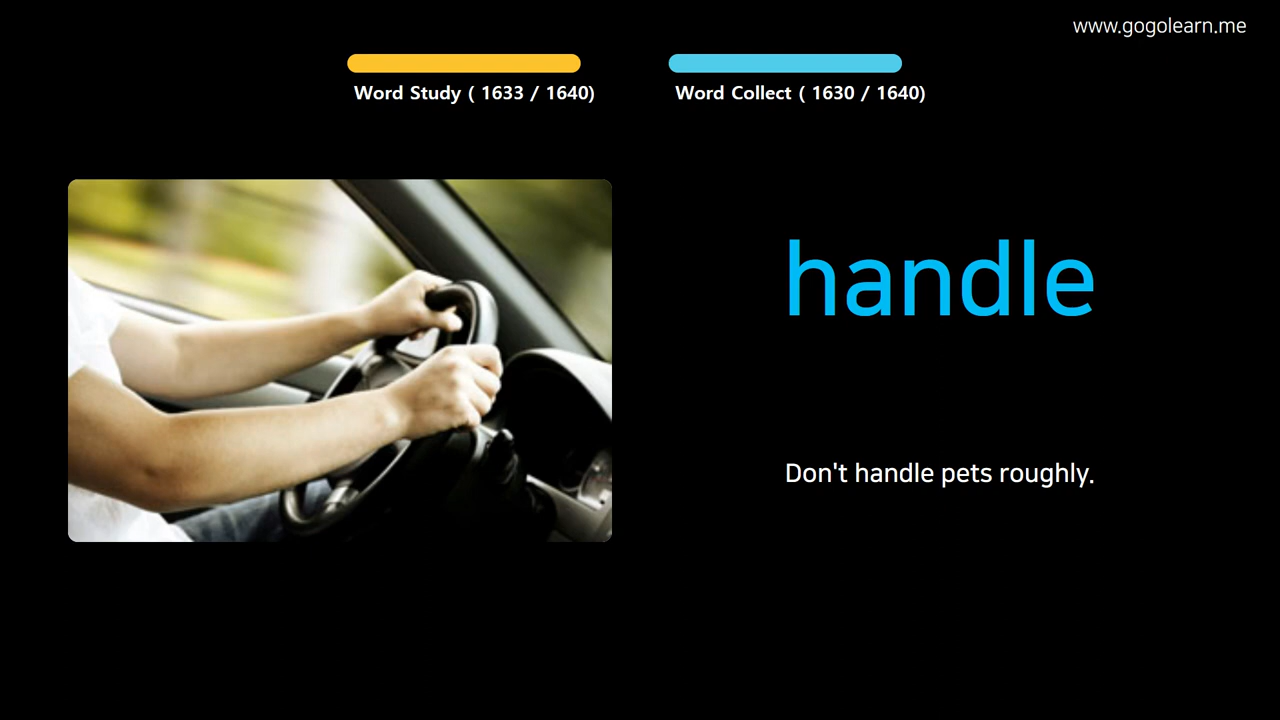 www.gogolearn.me
Word Study ( 1633 / 1640)
Word Collect ( 1630 / 1640)
handle
Don't handle pets roughly.